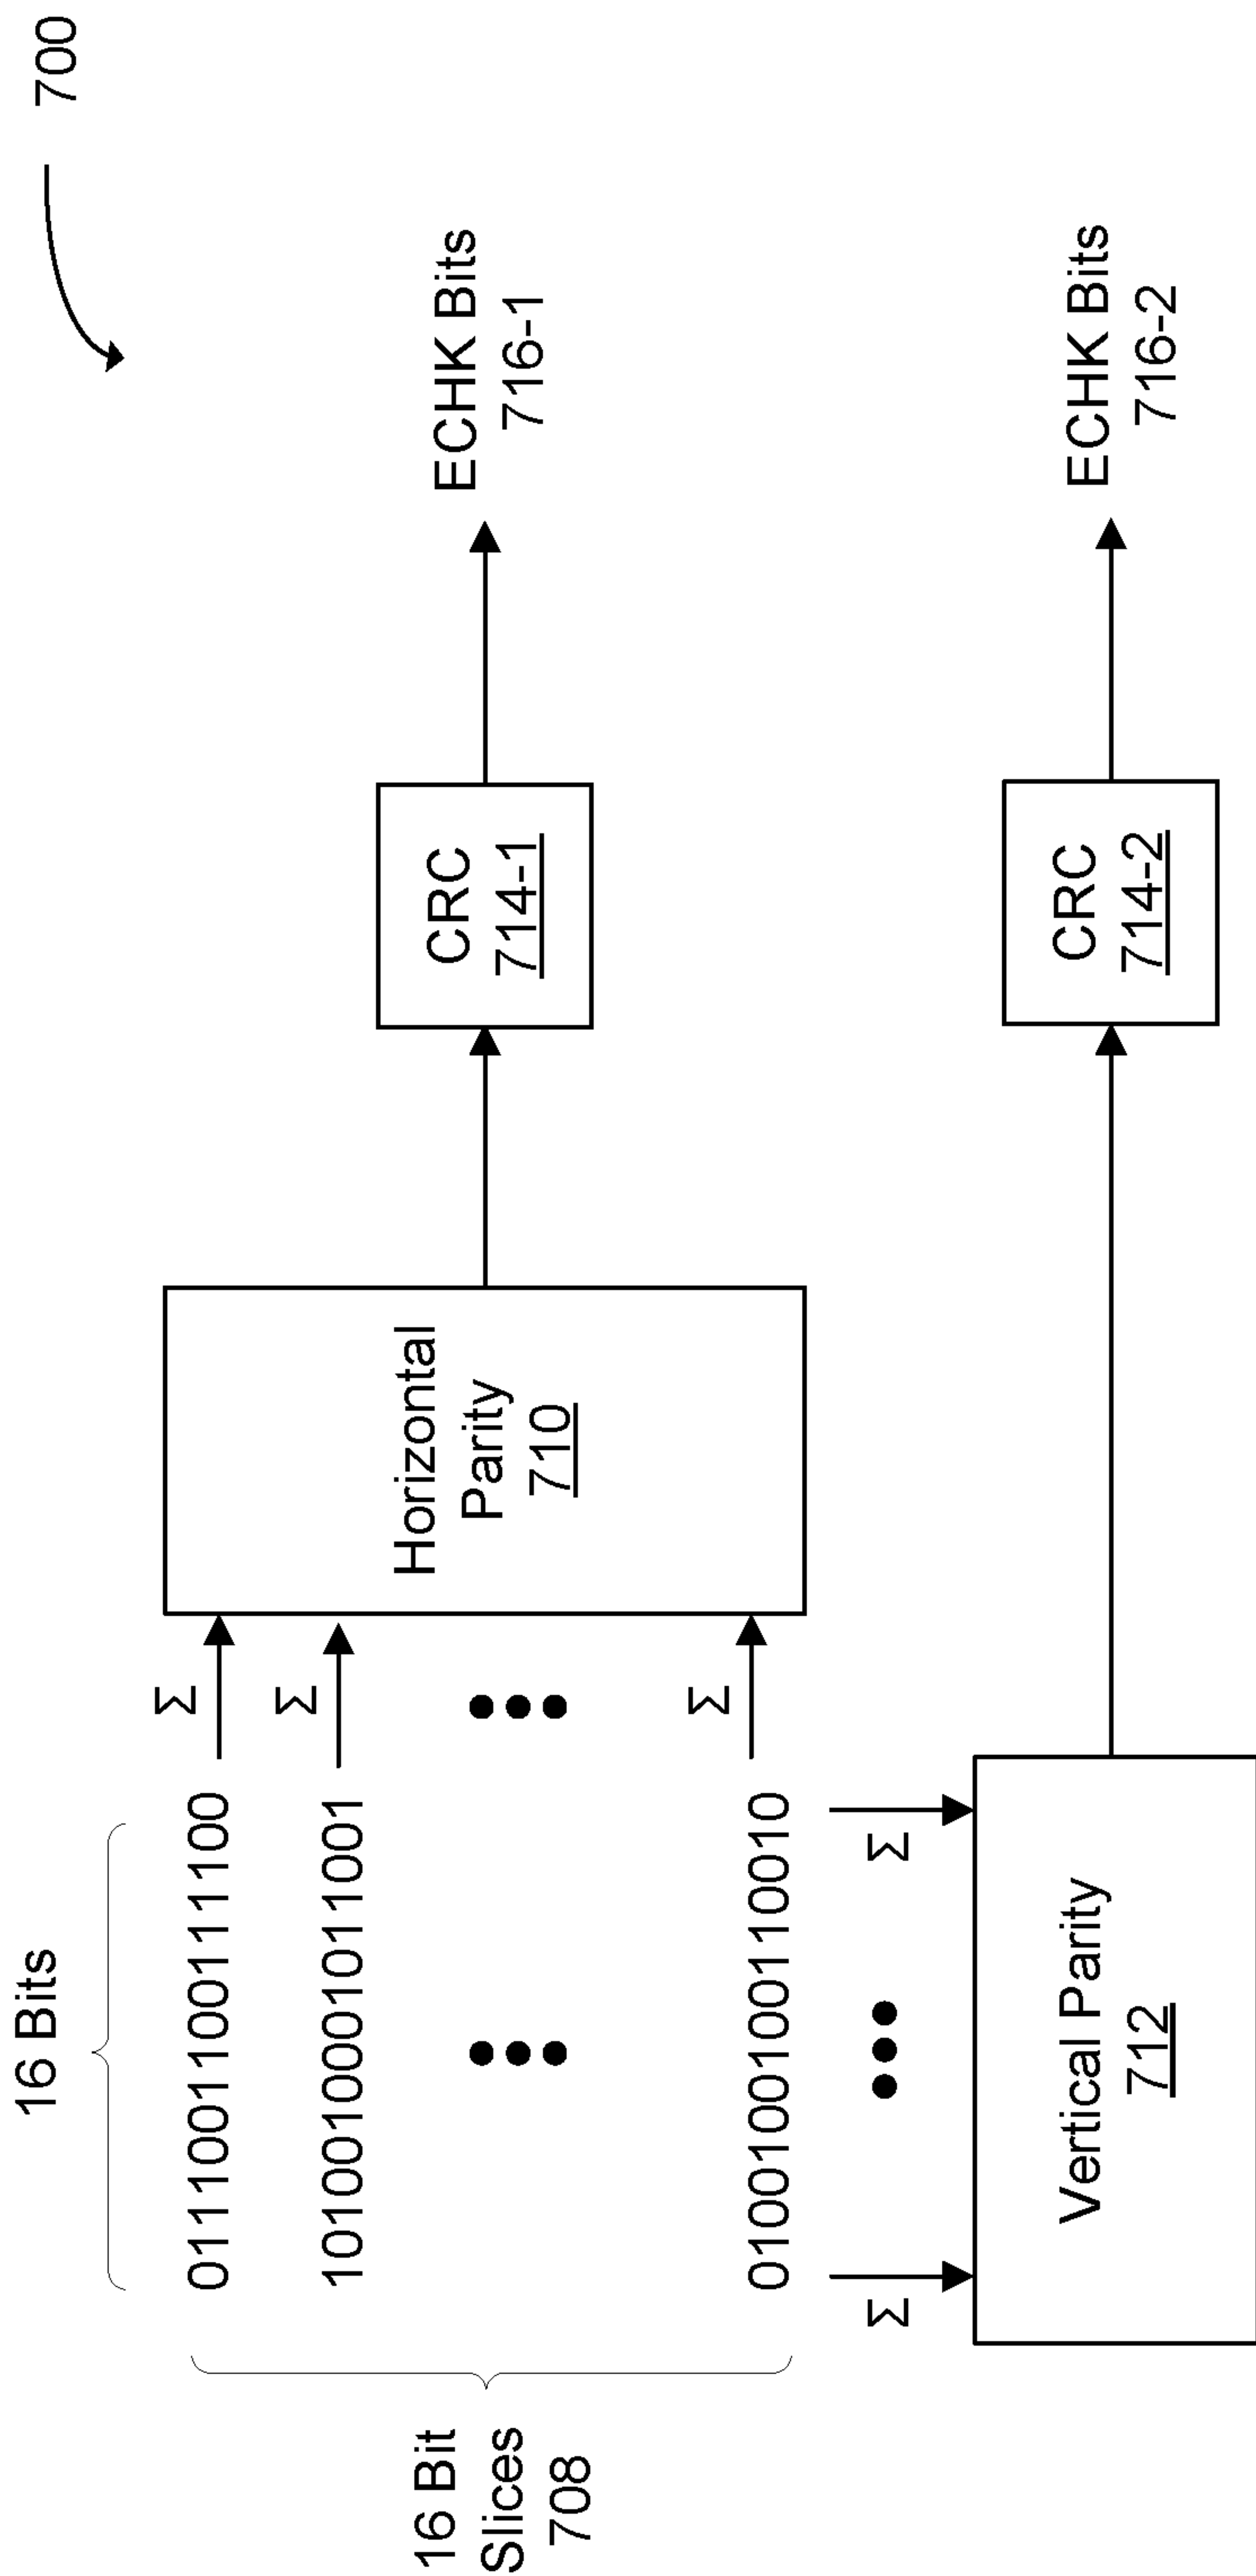 700
16 Bits
0111001100111100
Σ
1010010001011001
Σ
16 Bit
Slices
708
Horizontal
Parity
710
CRC
714-1
ECHK Bits
716-1
0100100100110010
Σ
Σ
Σ
Vertical Parity
712
CRC
714-2
ECHK Bits
716-2